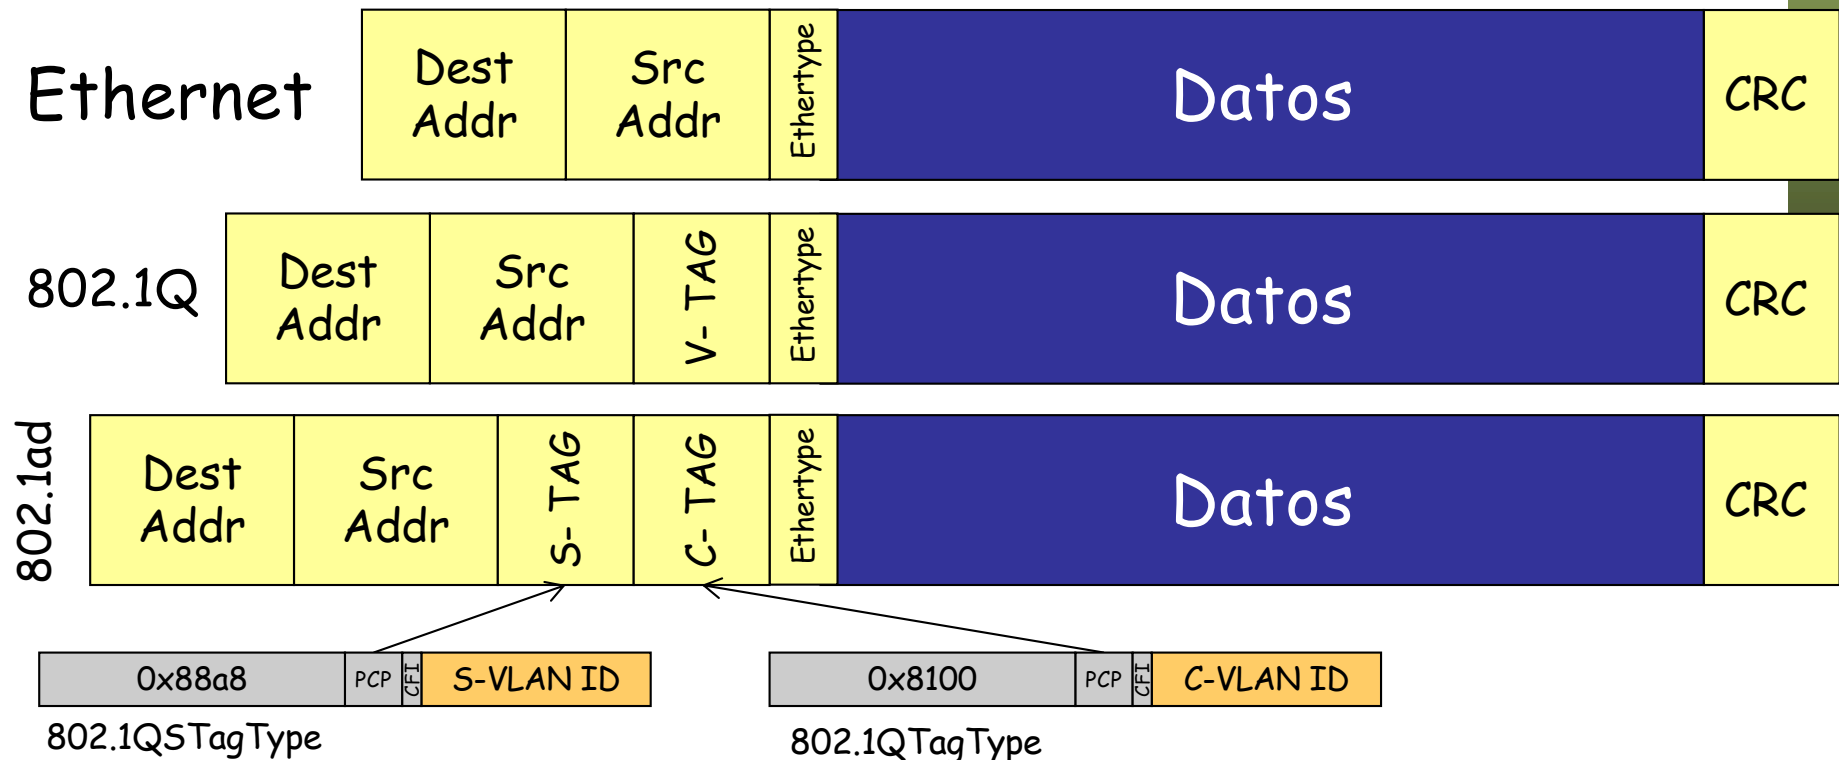 Ethernet
Dest
Addr
Src
Addr
Ethertype
Datos
CRC
802.1Q
Dest
Addr
Src
Addr
V- TAG
Ethertype
Datos
CRC
802.1ad
Dest
Addr
Src
Addr
S- TAG
C- TAG
Ethertype
Datos
CRC
0x88a8
PCP
CFI
S-VLAN ID
0x8100
PCP
CFI
C-VLAN ID
802.1QSTagType
802.1QTagType